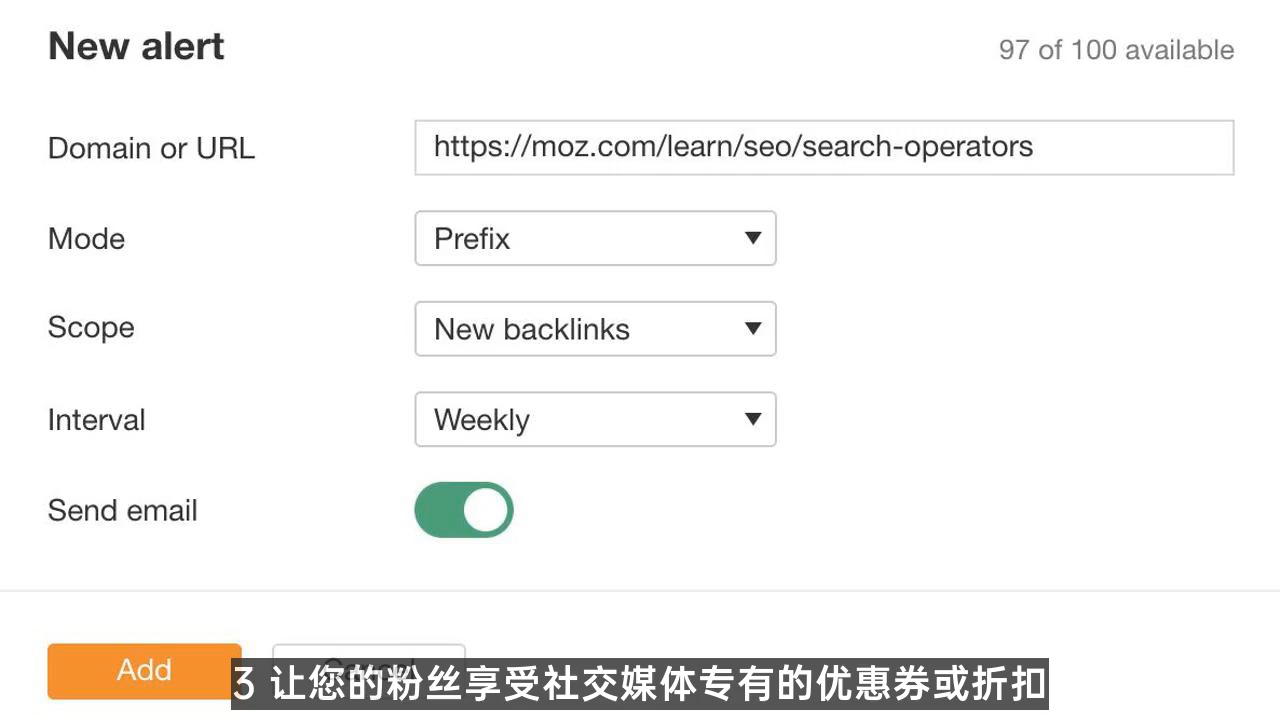 New alert
97 of 100 available
Domain or URL
https://moz.com/learn/seo/search-operators
Mode
Prefix
Scope
New backlinks
Interval
Weekly
Send email
Add
3 让您的粉丝享受社交媒体专有的优惠券或折扣